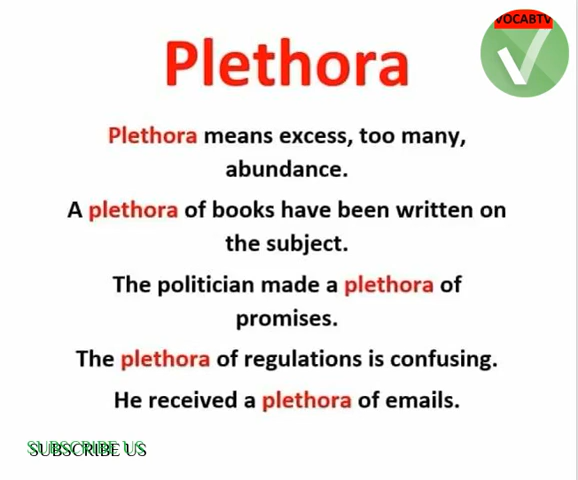 VOCABTV
Plethora
Plethora means excess, too many,
abundance.
A plethora of books have been written on
the subject.
The politician made a plethora of
promises.
The plethora of regulations is confusing.
He received a plethora of emails.
SUBSCRIBE US